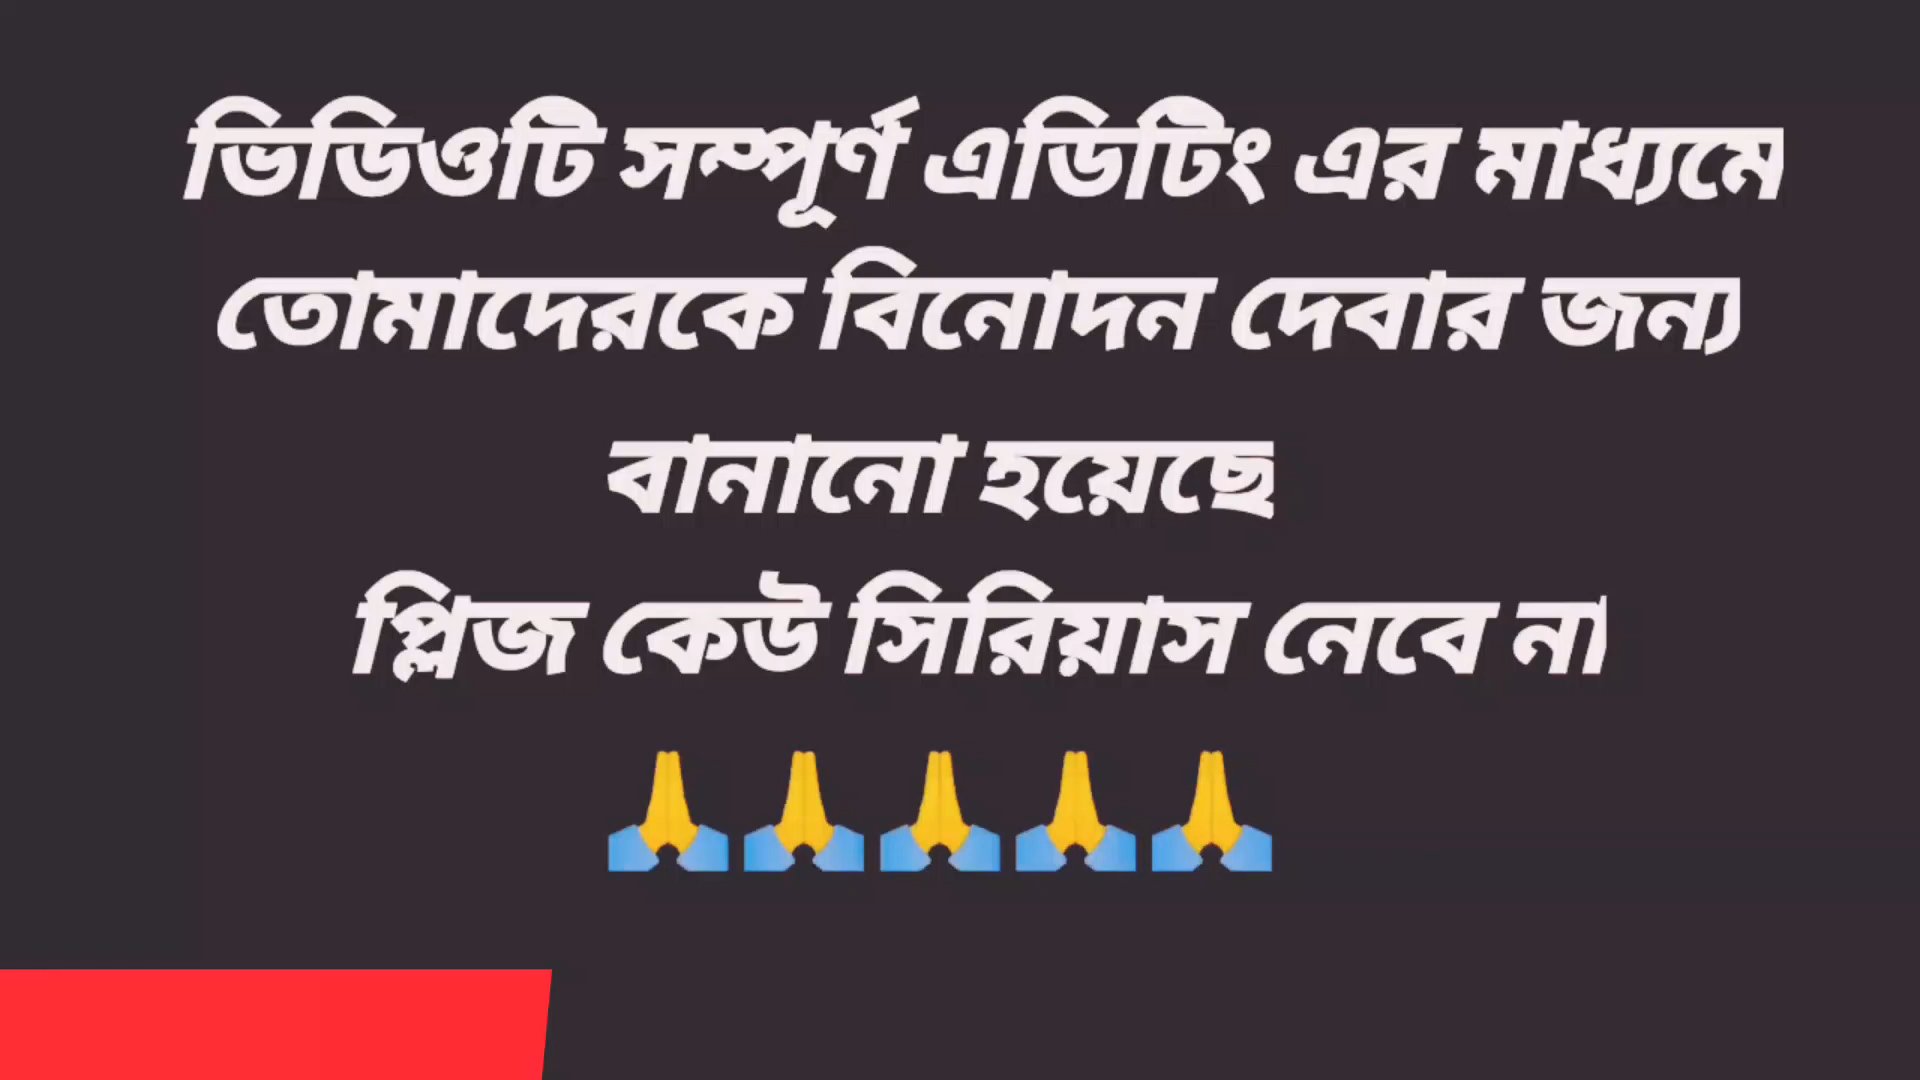 ভিডিওটি সম্পূর্ণ এডিটিং এর মাধ্যমে
তোমাদেরকে বিনোদন দেবার জন্য
বানানো হয়েছে
প্লিজ কেউ সিরিয়াস নেবে না
🙏🙏🙏🙏🙏